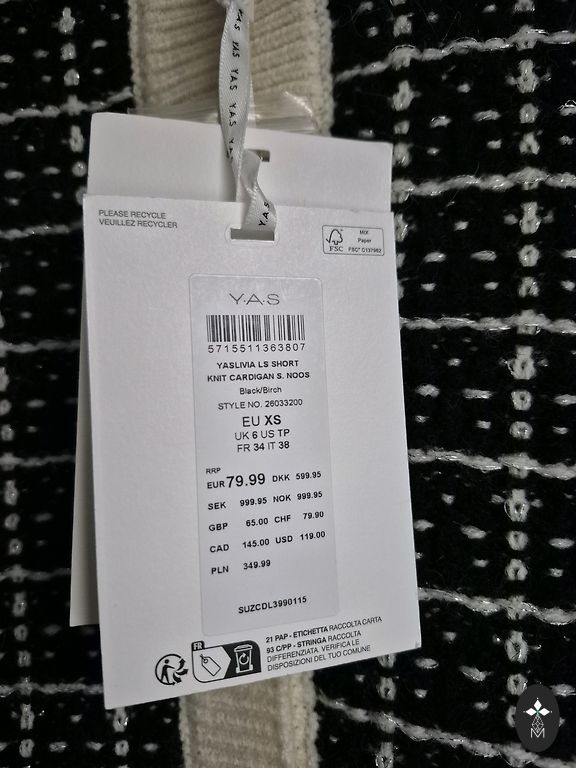 Y.A.S Y.A.S Y.A.S Y.A.S
Y.A.S
PLEASE RECYCLE
VEUILLEZ RECYCLER
FSC
MIX
Paper
FSC® C137982
Y.A.S
5715511363807
YASLIVIA LS SHORT
KNIT CARDIGAN S. NOOS
Black/Birch
STYLE NO. 26033200
EU XS
UK 6 US TP
FR 34 IT 38
RRP
EUR 79.99 DKK 599.95
SEK 999.95 NOK 999.95
GBP 65.00 CHF 79.90
CAD 145.00 USD 119.00
PLN 349.99
SUZCDL3990115
FR
21 PAP - ETICHETTA RACCOLTA CARTA
93 C/PP - STRINGA RACCOLTA
DIFFERENZIATA. VERIFICA LE
DISPOSIZIONI DEL TUO COMUNE
M